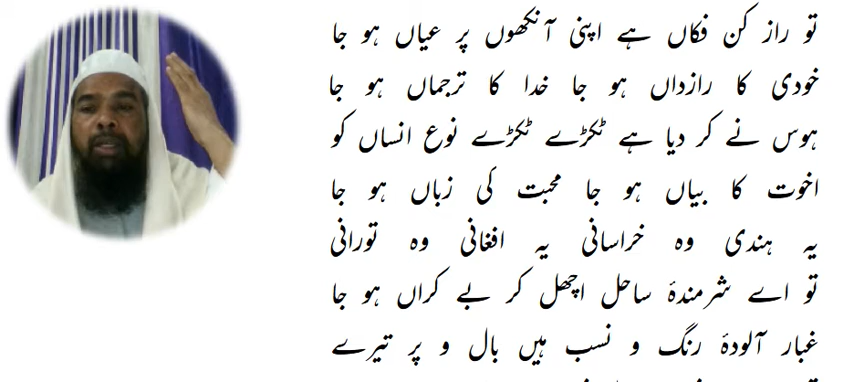 تو راز کن فکاں ہے اپنی آنکھوں پر عیاں ہو جا
خودی کا رازداں ہو جا خدا کا ترجماں ہو جا
ہوس نے کر دیا ہے ٹکڑے ٹکڑے نوع انساں کو
اخوت کا بیاں ہو جا محبت کی زباں ہو جا
یہ ہندی وہ خراسانی یہ افغانی وہ تورانی
تو اے شرمندۂ ساحل اچھل کر بے کراں ہو جا
غبار آلودۂ رنگ و نسب ہیں بال و پر تیرے